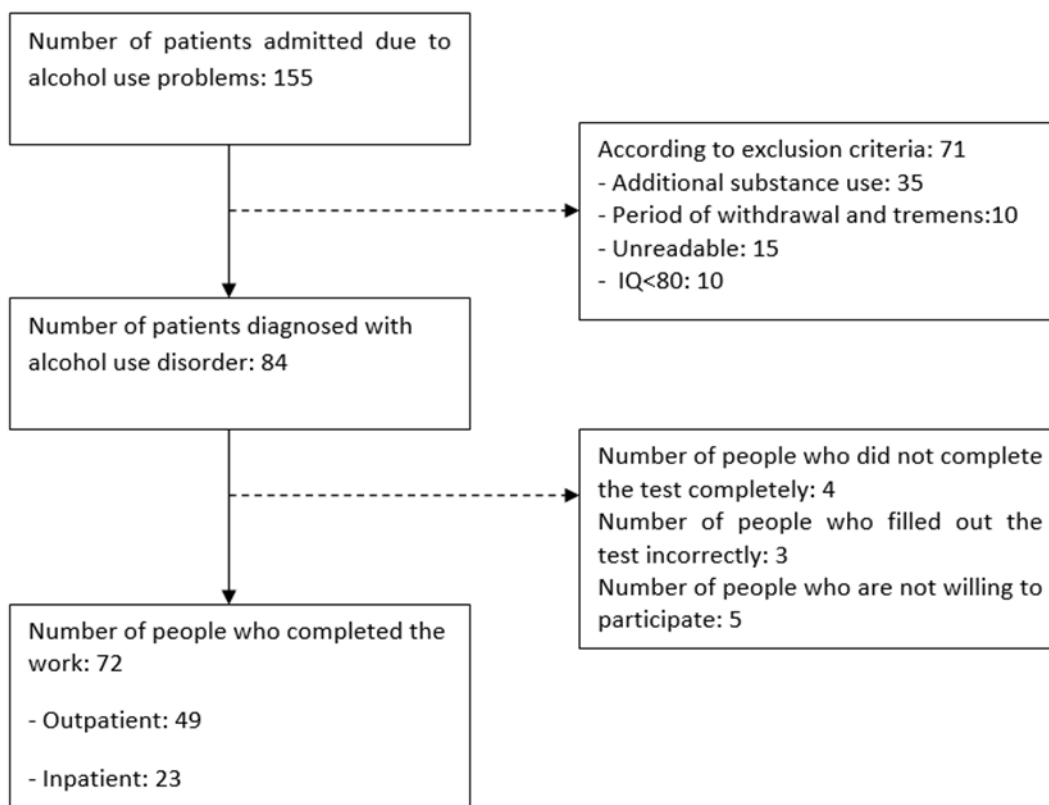 Number of patients admitted due to
alcohol use problems: 155
According to exclusion criteria: 71
- Additional substance use: 35
- Period of withdrawal and tremens:10
- Unreadable: 15
- IQ<80: 10
Number of patients diagnosed with
alcohol use disorder: 84
Number of people who did not complete
the test completely: 4
Number of people who filled out the
test incorrectly: 3
Number of people who are not willing to
participate: 5
Number of people who completed the
work: 72
- Outpatient: 49
- Inpatient: 23